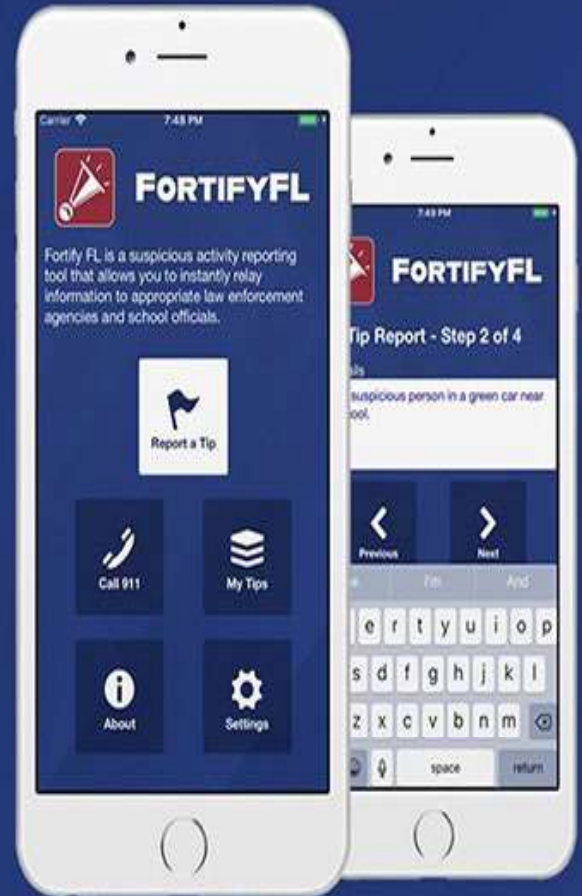 Carrier
7:48 PM
FORTIFYFL
Fortify FL is a suspicious activity reporting
tool that allows you to instantly relay
information to appropriate law enforcement
agencies and school officials.
Report a Tip
Call 911
My Tips
About
Settings
7:49 PM
FORTIFYFL
Tip Report - Step 2 of 4
suspicious person in a green car near
Previous
Next
I'm
And
e r t y u i o p
s d f g h j k l
z x c v b n m
space
return